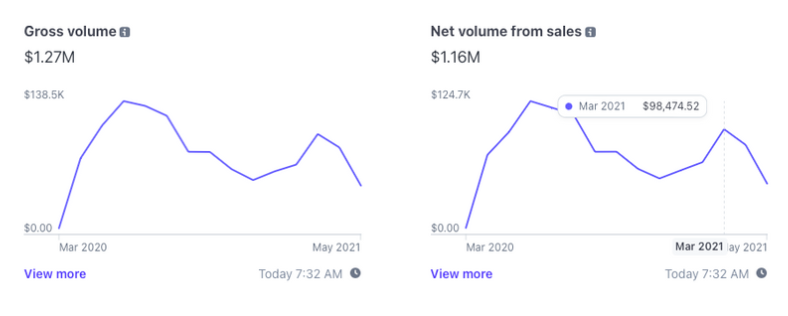 Gross volume
$1.27M
$138.5K
$0.00
Mar 2020 May 2021
View more Today 7:32 AM
Net volume from sales
$1.16M
$124.7K
Mar 2021 $98,474.52
$0.00
Mar 2020 Mar 2021 ay 2021
View more Today 7:32 AM